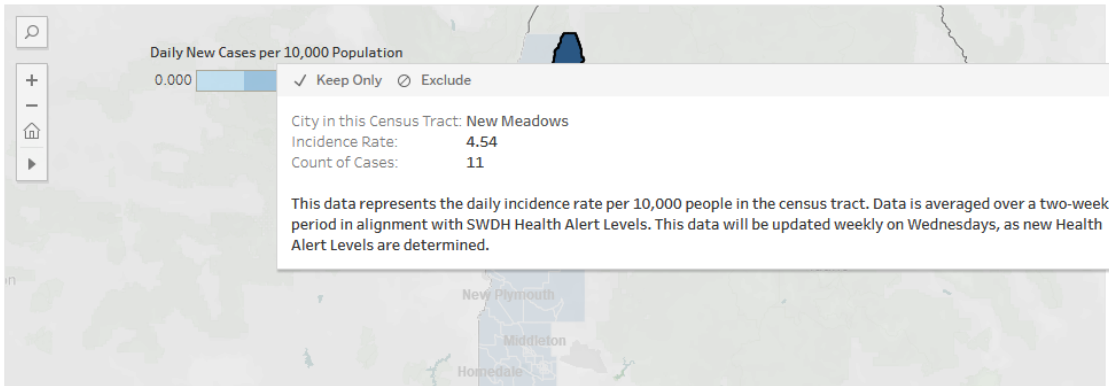 Daily New Cases per 10,000 Population
0.000
Keep Only Exclude
City in this Census Tract: New Meadows
Incidence Rate: 4.54
Count of Cases: 11
This data represents the daily incidence rate per 10,000 people in the census tract. Data is averaged over a two-week
period in alignment with SWDH Health Alert Levels. This data will be updated weekly on Wednesdays, as new Health
Alert Levels are determined.
New Plymouth
Middleton
Homedale